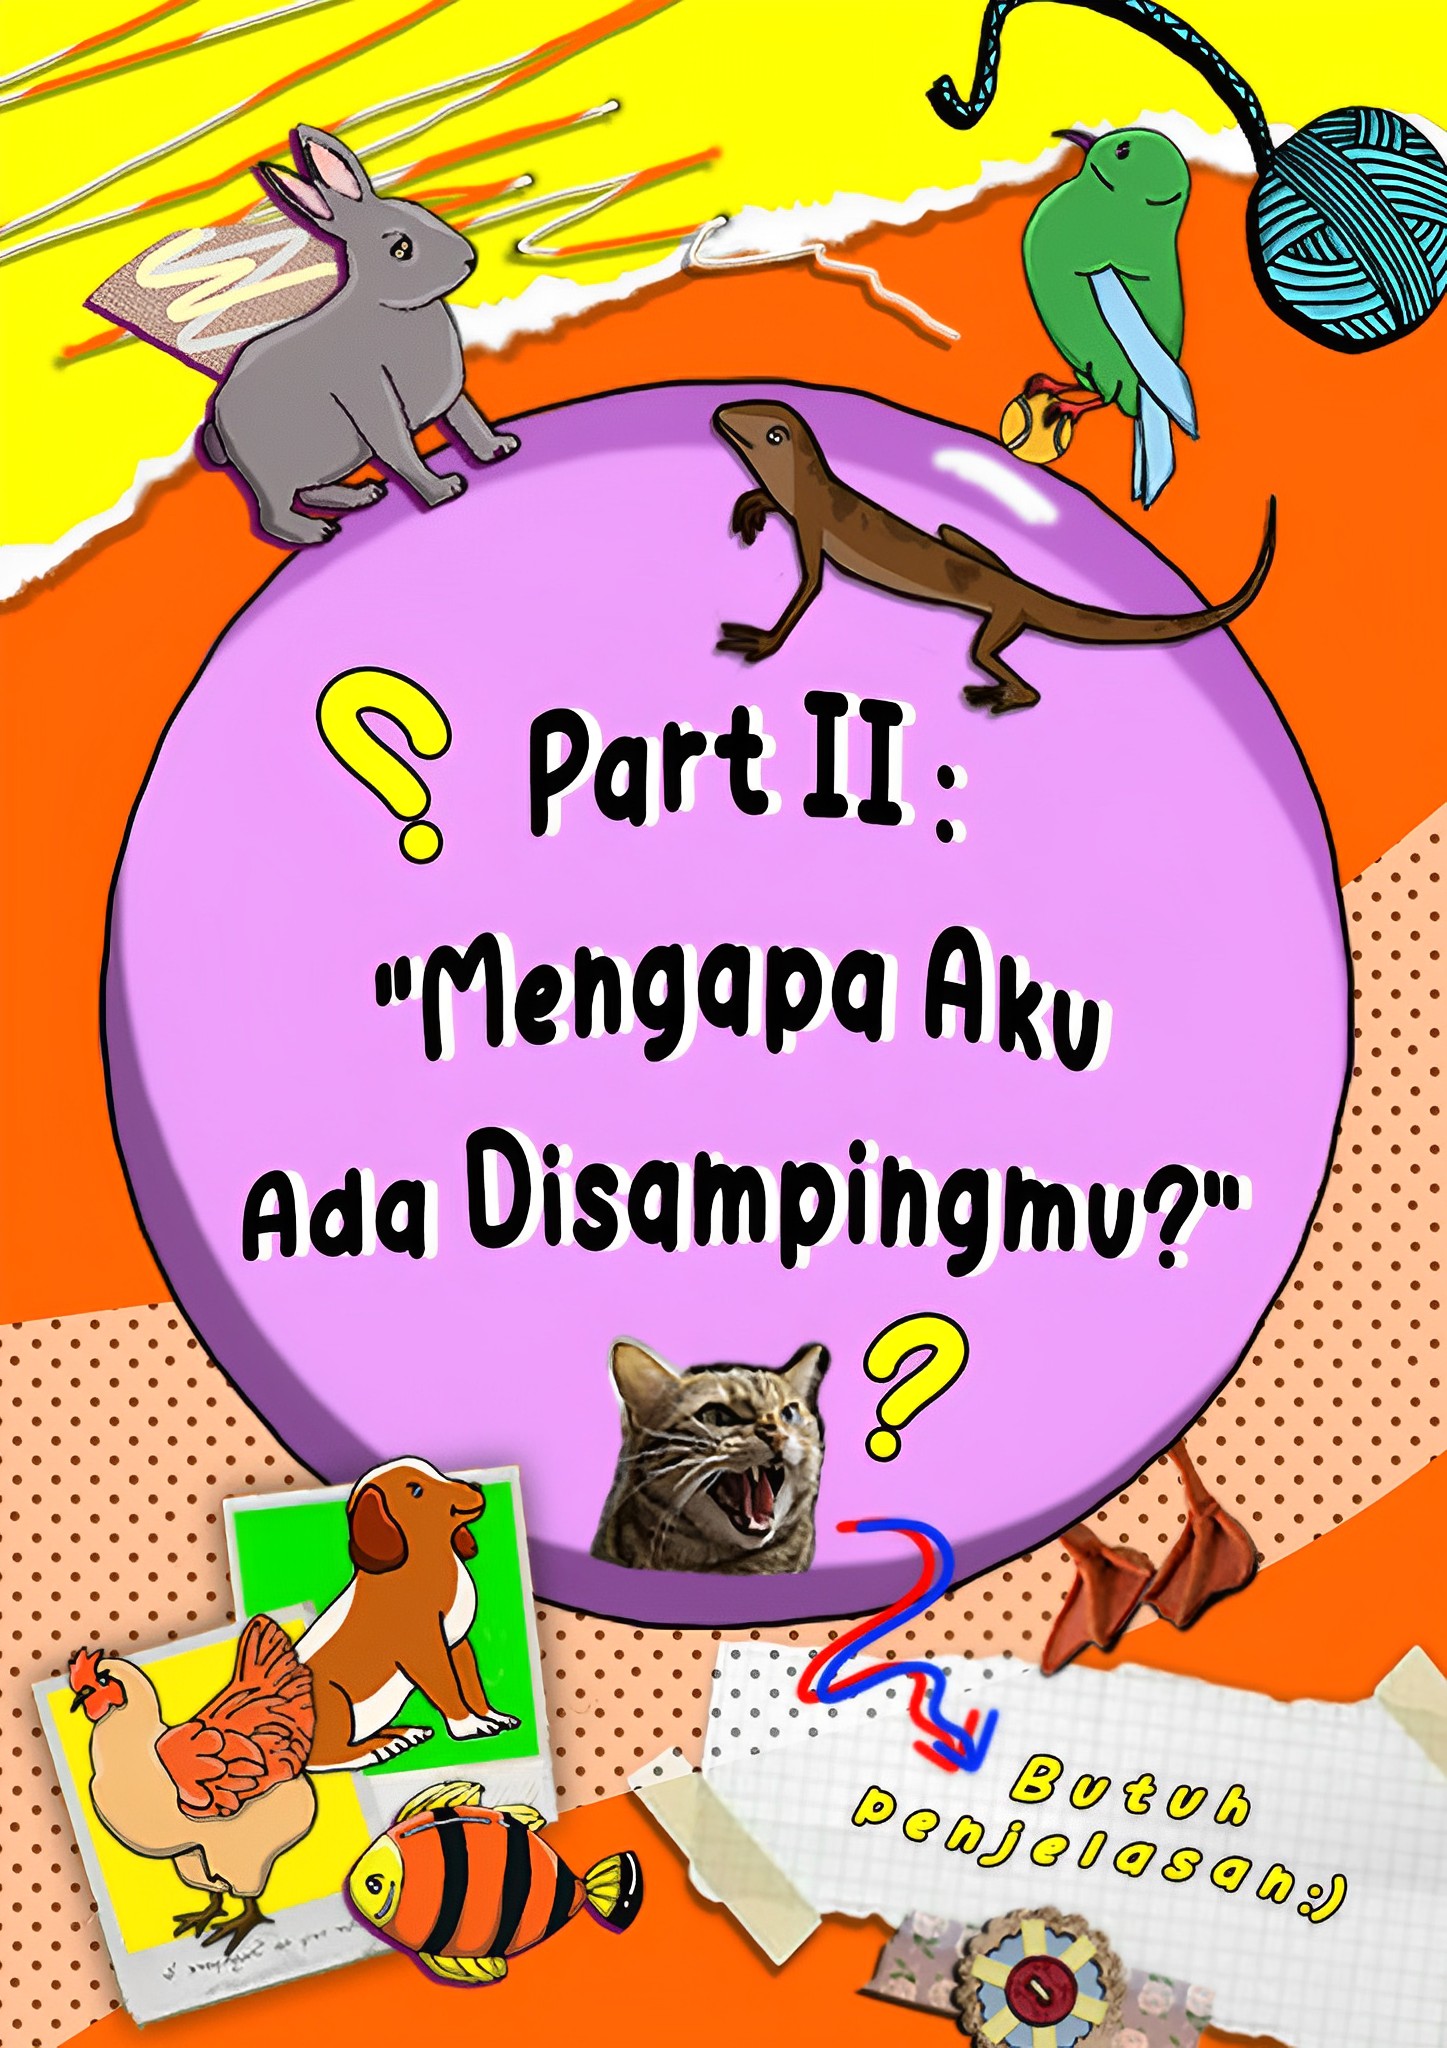 Part II :
"Mengapa Aku
Ada Disampingmu?"
Butuh
penjelasan:)